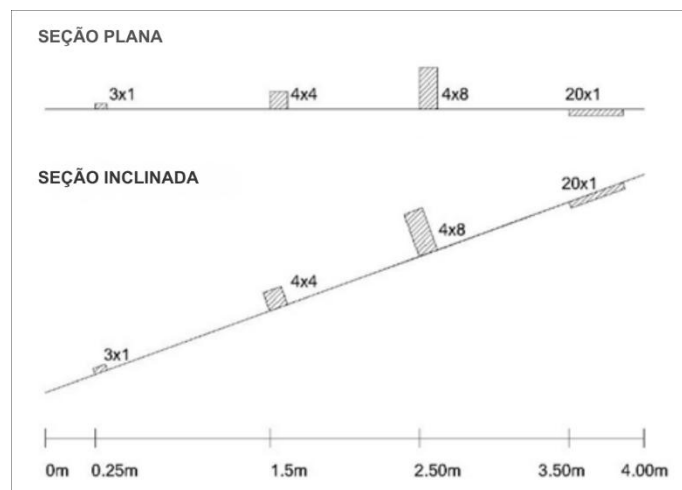 SEÇÃO PLANA
3x1 4x4 4x8 20x1
SEÇÃO INCLINADA
20x1
4x8
4x4
3x1
0m 0.25m 1.5m 2.50m 3.50m 4.00m